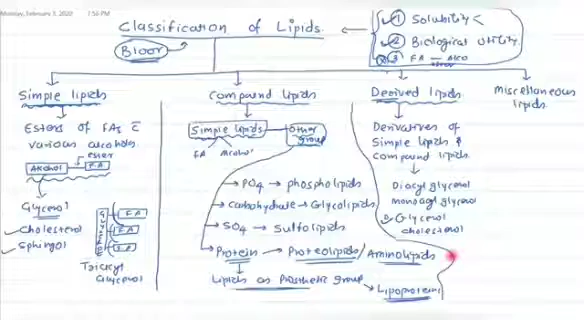 Monday, February 3, 2020 7:56 PM
Classification of Lipids.
Bloor
① Solubility <
② Biological utility
③ FA — Alco
ester
Simple lipids
Esters of FAs c̄
various alcohols
ester
Alcohol — FA
Glycerol
Cholesterol
Sphingol
FA
FA
FA
Triacyl
Glycerol
Compound lipids
Simple lipids other
group
FA Alcohol
PO4 → phospholipids
Carbohydrate → Glycolipids
SO4 → Sulfolipids
Protein → Proteolipids / Aminolipids
Lipids as Prosthetic group
Lipoprotein
Derived lipids
Derivatives of
Simple lipids &
Compound lipids
Diacyl glycerol
monoacyl glycerol
Glycerol
cholesterol
Miscellaneous
lipids.